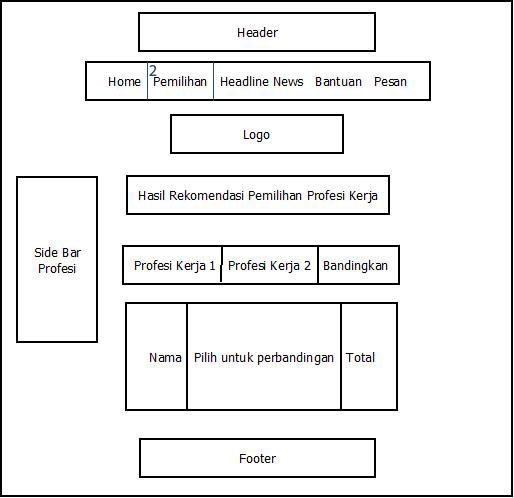 Header
2
Home Pemilihan Headline News Bantuan Pesan
Logo
Hasil Rekomendasi Pemilihan Profesi Kerja
Side Bar
Profesi
Profesi Kerja 1 Profesi Kerja 2 Bandingkan
Nama Pilih untuk perbandingan Total
Footer